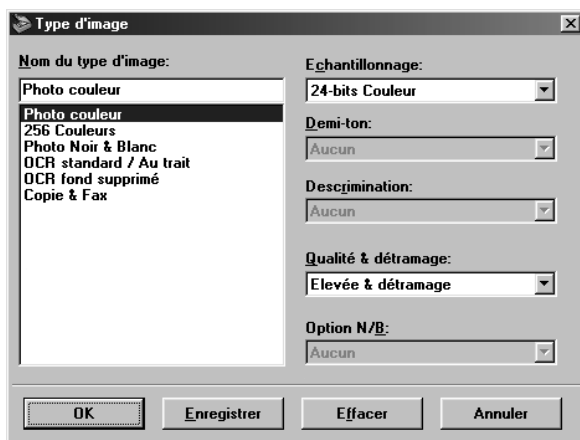 Type d'image
Nom du type d'image:
Photo couleur
Photo couleur
256 Couleurs
Photo Noir & Blanc
OCR standard / Au trait
OCR fond supprimé
Copie & Fax
Echantillonnage:
24-bits Couleur
Demi-ton:
Aucun
Descrimination:
Aucun
Qualité & détramage:
Elevée & détramage
Option N/B:
Aucun
OK
Enregistrer
Effacer
Annuler